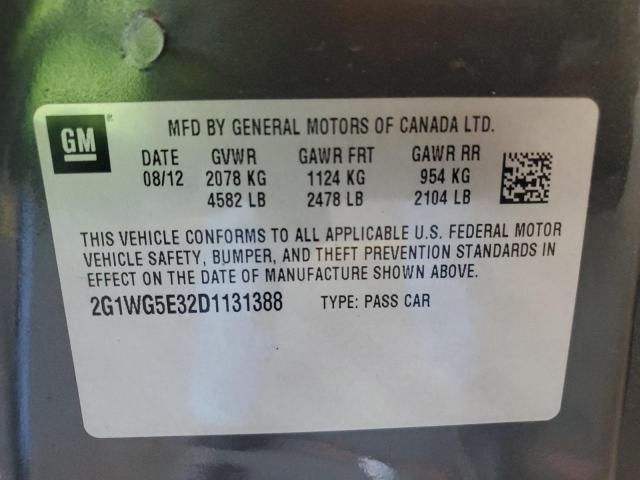 GM®
MFD BY GENERAL MOTORS OF CANADA LTD.
DATE GVWR GAWR FRT GAWR RR
08/12 2078 KG 1124 KG 954 KG
4582 LB 2478 LB 2104 LB
THIS VEHICLE CONFORMS TO ALL APPLICABLE U.S. FEDERAL MOTOR
VEHICLE SAFETY, BUMPER, AND THEFT PREVENTION STANDARDS IN
EFFECT ON THE DATE OF MANUFACTURE SHOWN ABOVE.
2G1WG5E32D1131388 TYPE: PASS CAR